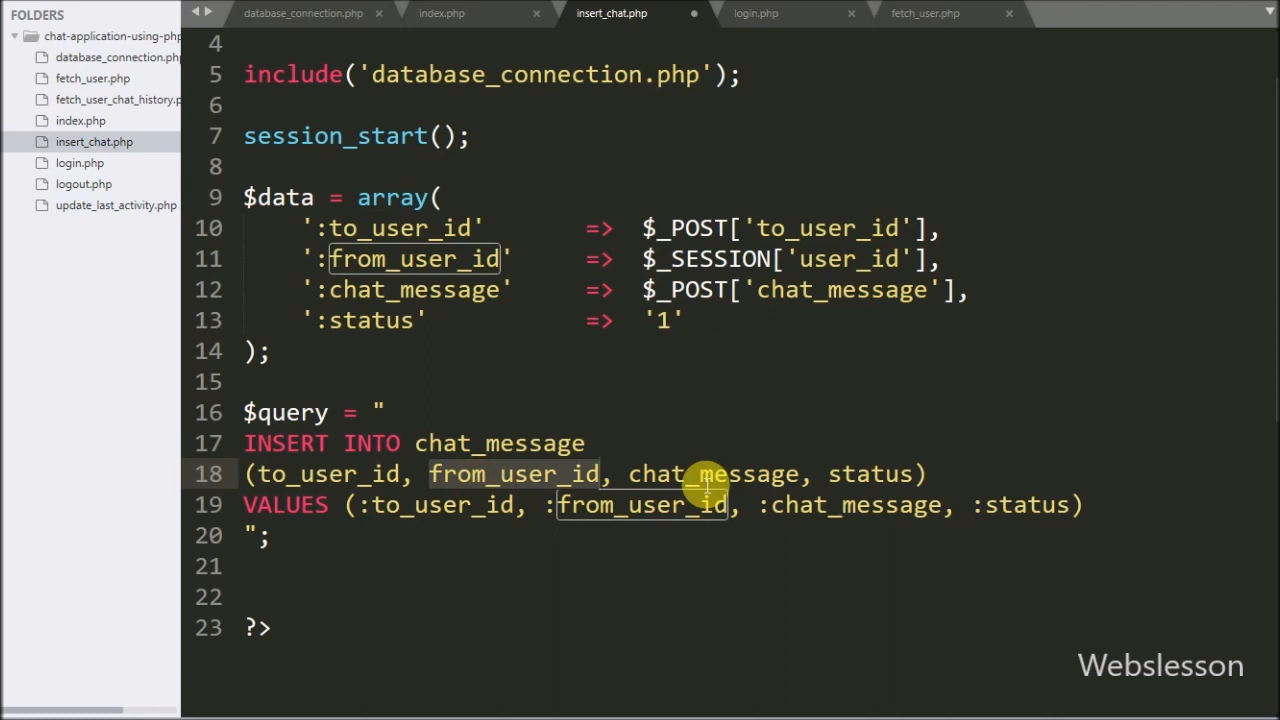 FOLDERS
chat-application-using-php
database_connection.php
fetch_user.php
fetch_user_chat_history.p
index.php
insert_chat.php
login.php
logout.php
update_last_activity.php
database_connection.php × index.php × insert_chat.php ● login.php × fetch_user.php ×
4
5 include('database_connection.php');
6
7 session_start();
8
9 $data = array(
10 ':to_user_id' => $_POST['to_user_id'],
11 ':from_user_id' => $_SESSION['user_id'],
12 ':chat_message' => $_POST['chat_message'],
13 ':status' => '1'
14 );
15
16 $query = "
17 INSERT INTO chat_message
18 (to_user_id, from_user_id, chat_message, status)
19 VALUES (:to_user_id, :from_user_id, :chat_message, :status)
20 ";
21
22
23 ?>
Webslesson